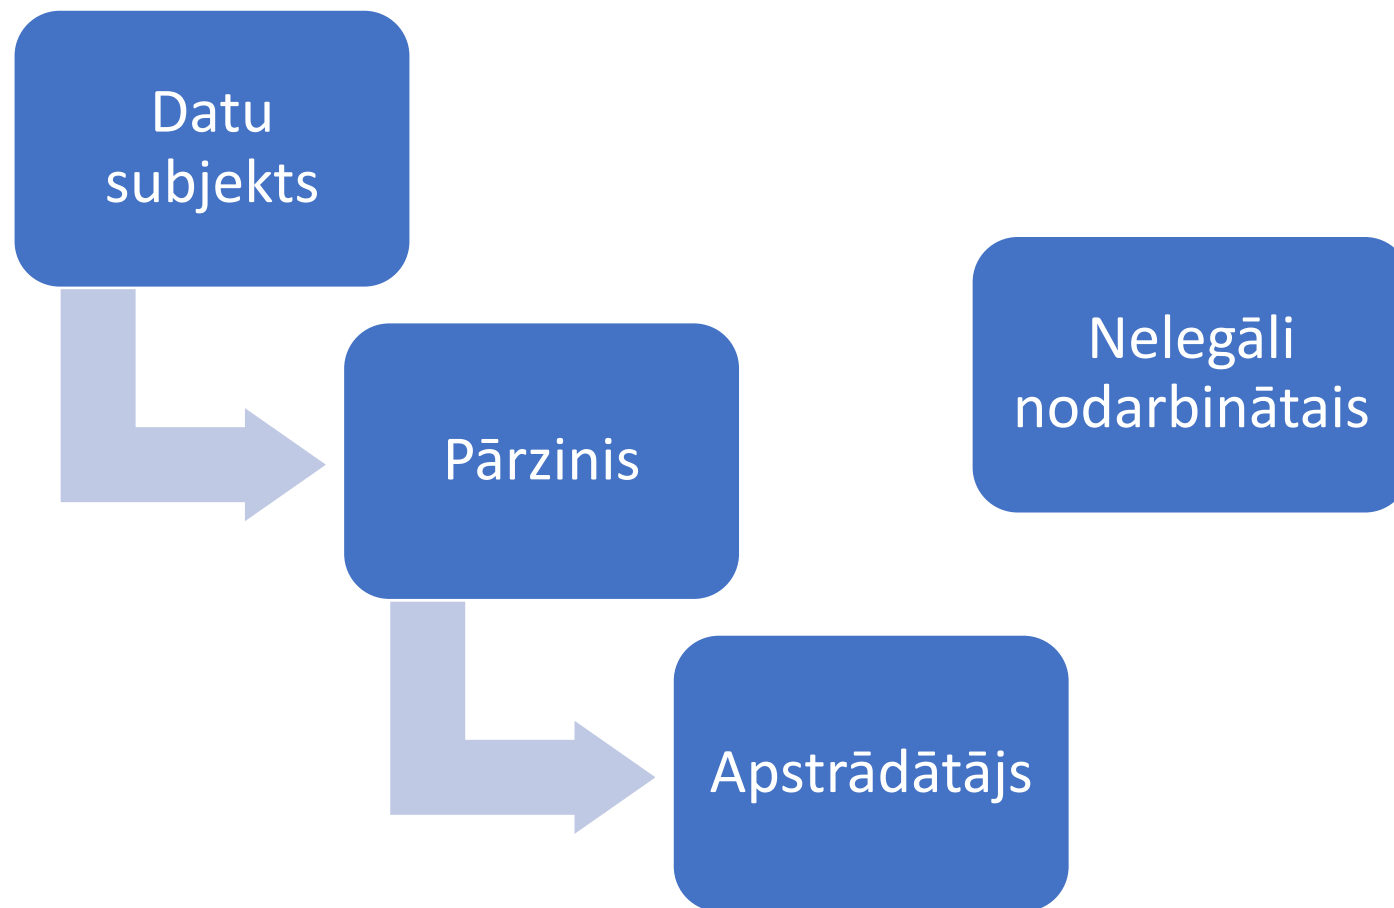 Datu
subjekts
Pārzinis
Apstrādātājs
Nelegāli
nodarbinātais